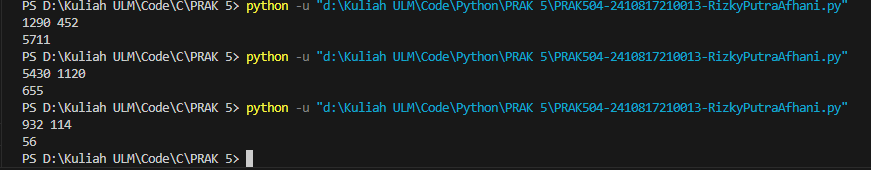 PS D:\Kuliah ULM\Code\C\PRAK 5> python -u "d:\Kuliah ULM\Code\Python\PRAK 5\PRAK504-2410817210013-RizkyPutraAfhani.py"
1290 452
5711
PS D:\Kuliah ULM\Code\C\PRAK 5> python -u "d:\Kuliah ULM\Code\Python\PRAK 5\PRAK504-2410817210013-RizkyPutraAfhani.py"
5430 1120
655
PS D:\Kuliah ULM\Code\C\PRAK 5> python -u "d:\Kuliah ULM\Code\Python\PRAK 5\PRAK504-2410817210013-RizkyPutraAfhani.py"
932 114
56
PS D:\Kuliah ULM\Code\C\PRAK 5>